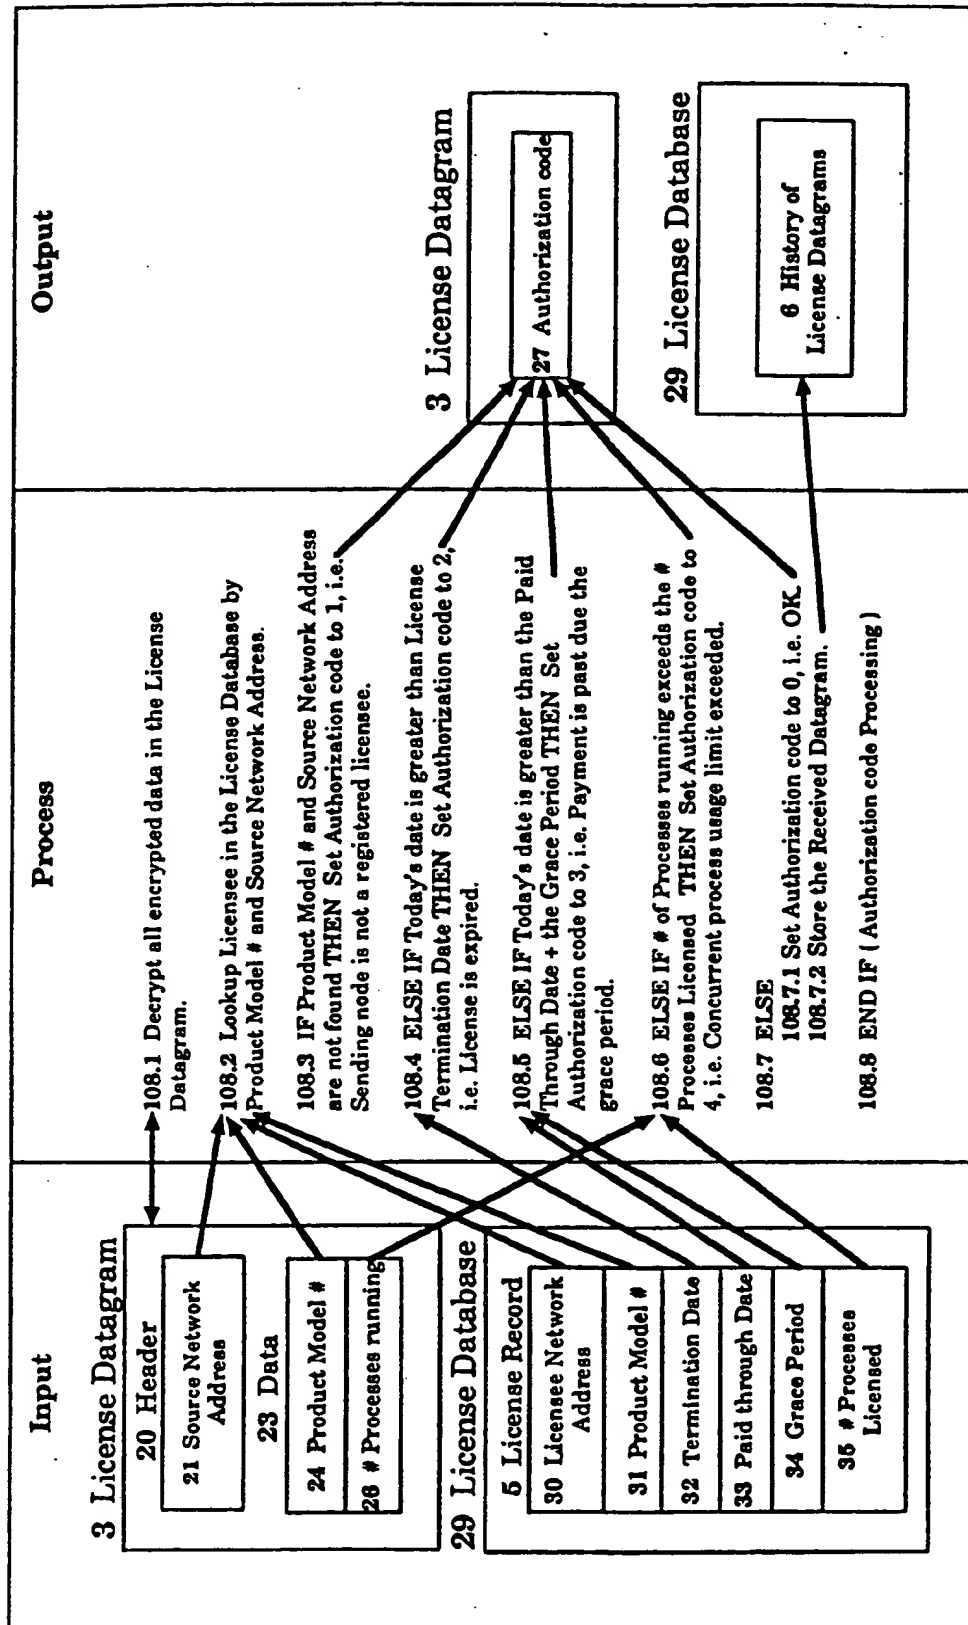 Input
3 License Datagram
20 Header
21 Source Network
Address
23 Data
24 Product Model #
26 # Processes running
29 License Database
5 License Record
30 Licensee Network
Address
31 Product Model #
32 Termination Date
33 Paid through Date
34 Grace Period
35 # Processes
Licensed
Process
108.1 Decrypt all encrypted data in the License
Datagram.
108.2 Lookup Licensee in the License Database by
Product Model # and Source Network Address.
108.3 IF Product Model # and Source Network Address
are not found THEN Set Authorization code to 1, i.e.
Sending node is not a registered licensee.
108.4 ELSE IF Today's date is greater than License
Termination Date THEN Set Authorization code to 2,
i.e. License is expired.
108.5 ELSE IF Today's date is greater than the Paid
Through Date + the Grace Period THEN Set
Authorization code to 3, i.e. Payment is past due the
grace period.
108.6 ELSE IF # of Processes running exceeds the #
Processes Licensed THEN Set Authorization code to
4, i.e. Concurrent process usage limit exceeded.
108.7 ELSE
108.7.1 Set Authorization code to 0, i.e. OK.
108.7.2 Store the Received Datagram.
108.8 END IF ( Authorization code Processing )
Output
3 License Datagram
27 Authorization code
29 License Database
6 History of
License Datagrams